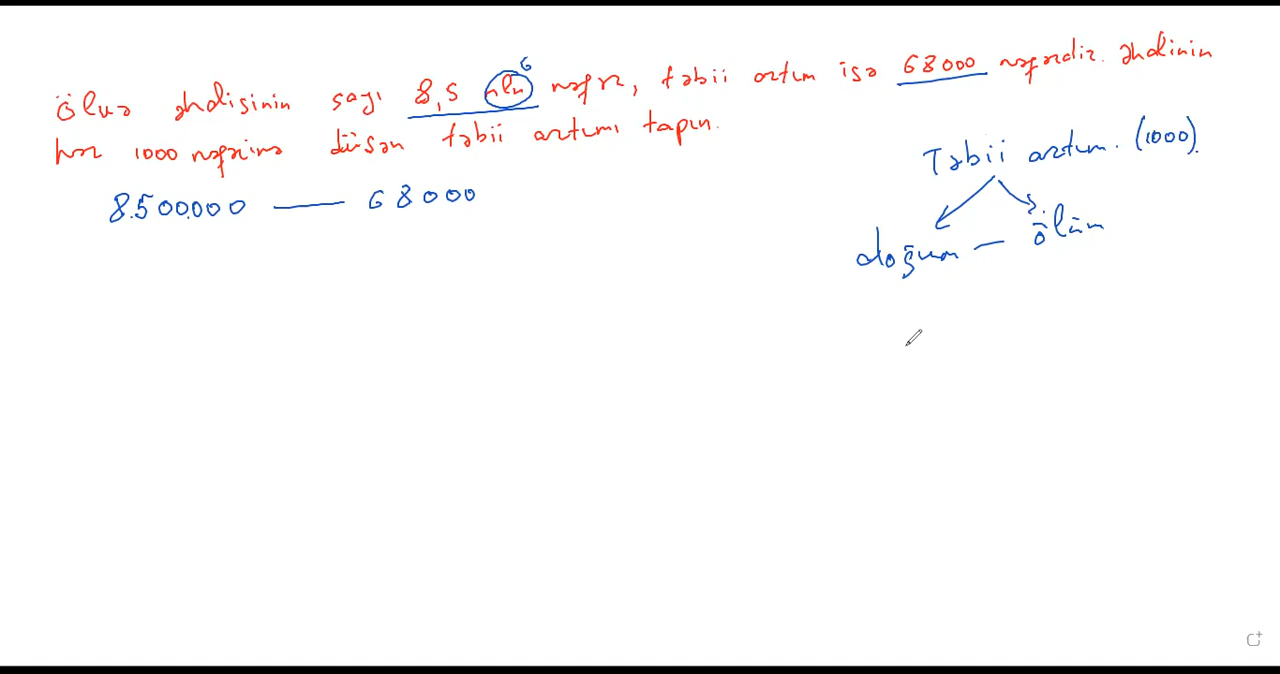 Ölkə əhalisinin sayı 8,5 mln nəfər, təbii artım isə 68000 nəfərdir. Əhalinin
hər 1000 nəfərinə düşən təbii artımı tapın.
6
8.500.000 — 68000
Təbii artım. (1000)
doğum — ölüm